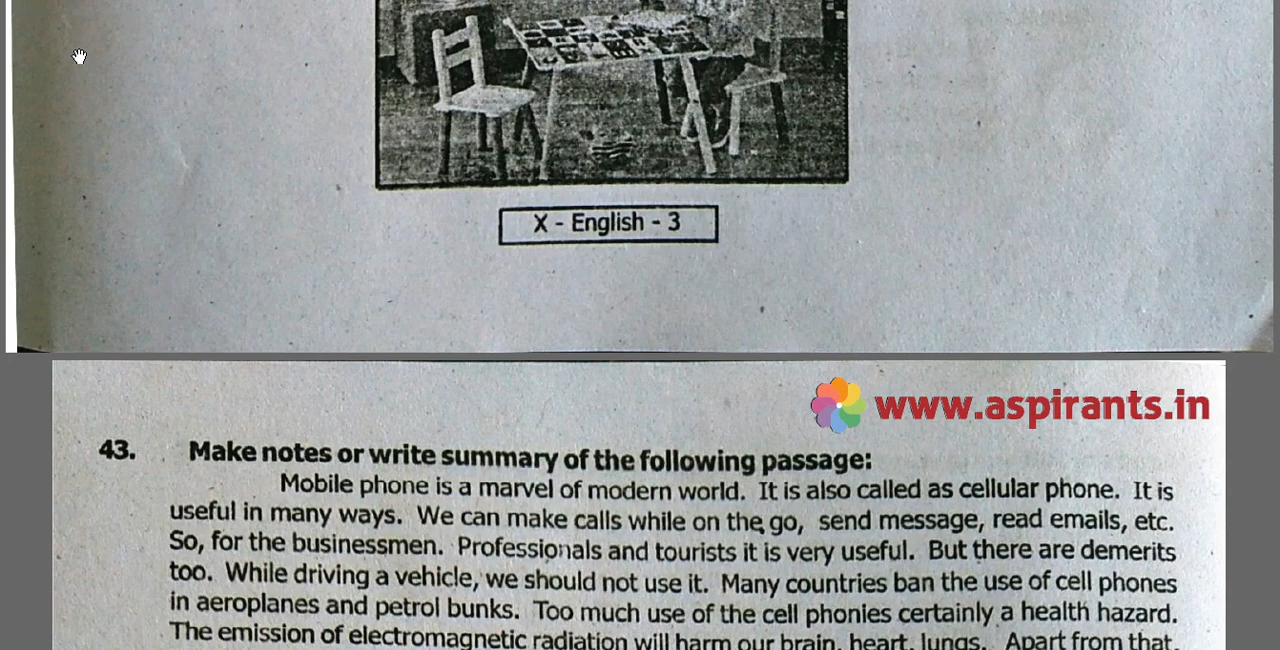 X - English - 3
www.aspirants.in
43. Make notes or write summary of the following passage:
Mobile phone is a marvel of modern world. It is also called as cellular phone. It is
useful in many ways. We can make calls while on the go, send message, read emails, etc.
So, for the businessmen. Professionals and tourists it is very useful. But there are demerits
too. While driving a vehicle, we should not use it. Many countries ban the use of cell phones
in aeroplanes and petrol bunks. Too much use of the cell phonies certainly a health hazard.
The emission of electromagnetic radiation will harm our brain, heart, lungs. Apart from that,